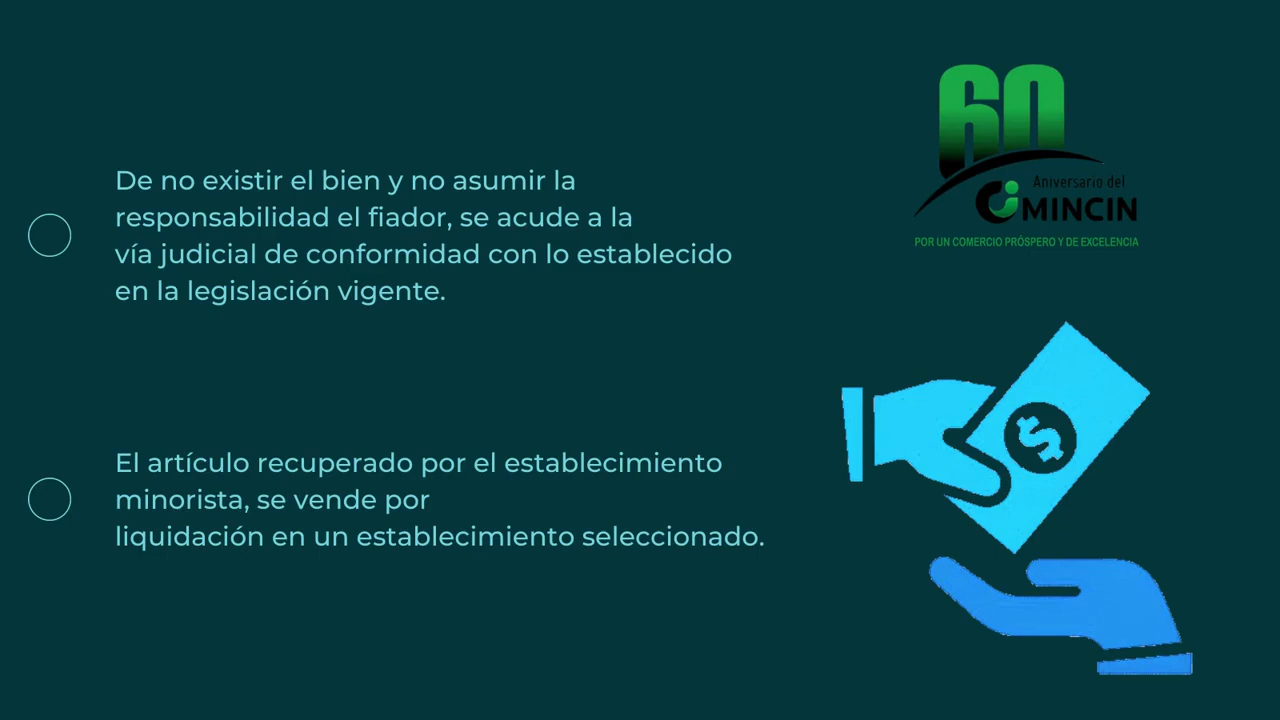 De no existir el bien y no asumir la
responsabilidad el fiador, se acude a la
vía judicial de conformidad con lo establecido
en la legislación vigente.
El artículo recuperado por el establecimiento
minorista, se vende por
liquidación en un establecimiento seleccionado.
60
Aniversario del
MINCIN
POR UN COMERCIO PRÓSPERO Y DE EXCELENCIA
$